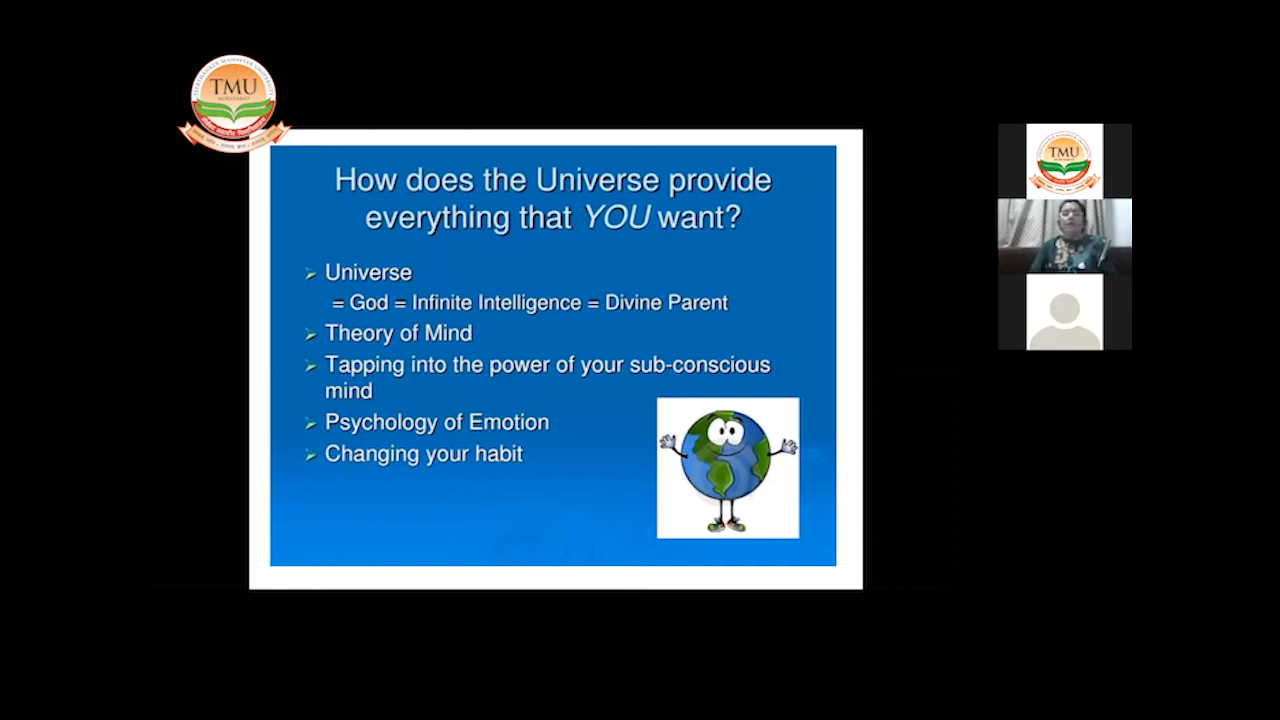 TMU
MORADABAD
How does the Universe provide
everything that YOU want?
➢ Universe
= God = Infinite Intelligence = Divine Parent
➢ Theory of Mind
➢ Tapping into the power of your sub-conscious
mind
➢ Psychology of Emotion
➢ Changing your habit
TMU